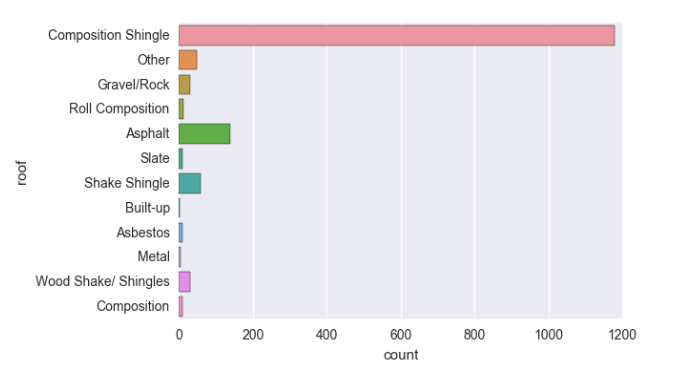 Composition Shingle
Other
Gravel/Rock
Roll Composition
Asphalt
Slate
Shake Shingle
Built-up
Asbestos
Metal
Wood Shake/ Shingles
Composition
roof
0 200 400 600 800 1000 1200
count